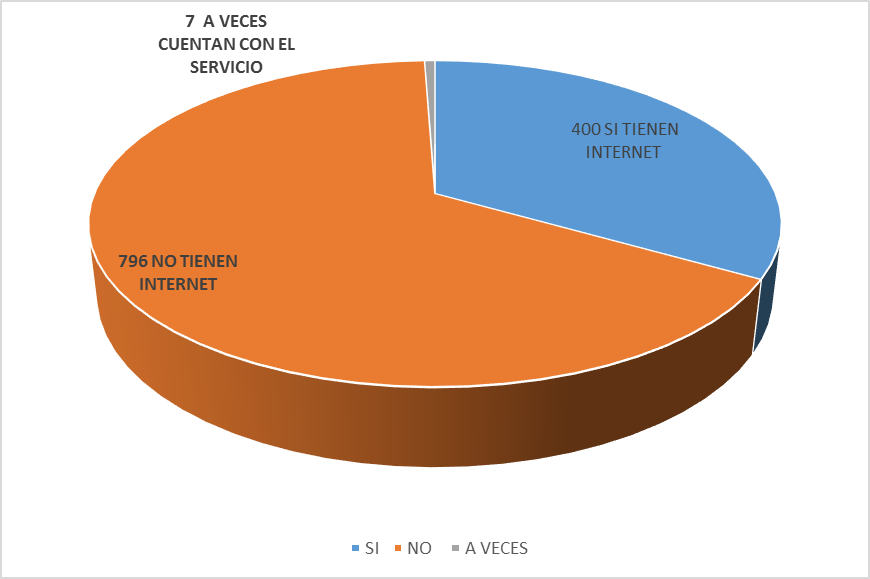 7 A VECES
CUENTAN CON EL
SERVICIO
400 SI TIENEN
INTERNET
796 NO TIENEN
INTERNET
SI NO A VECES